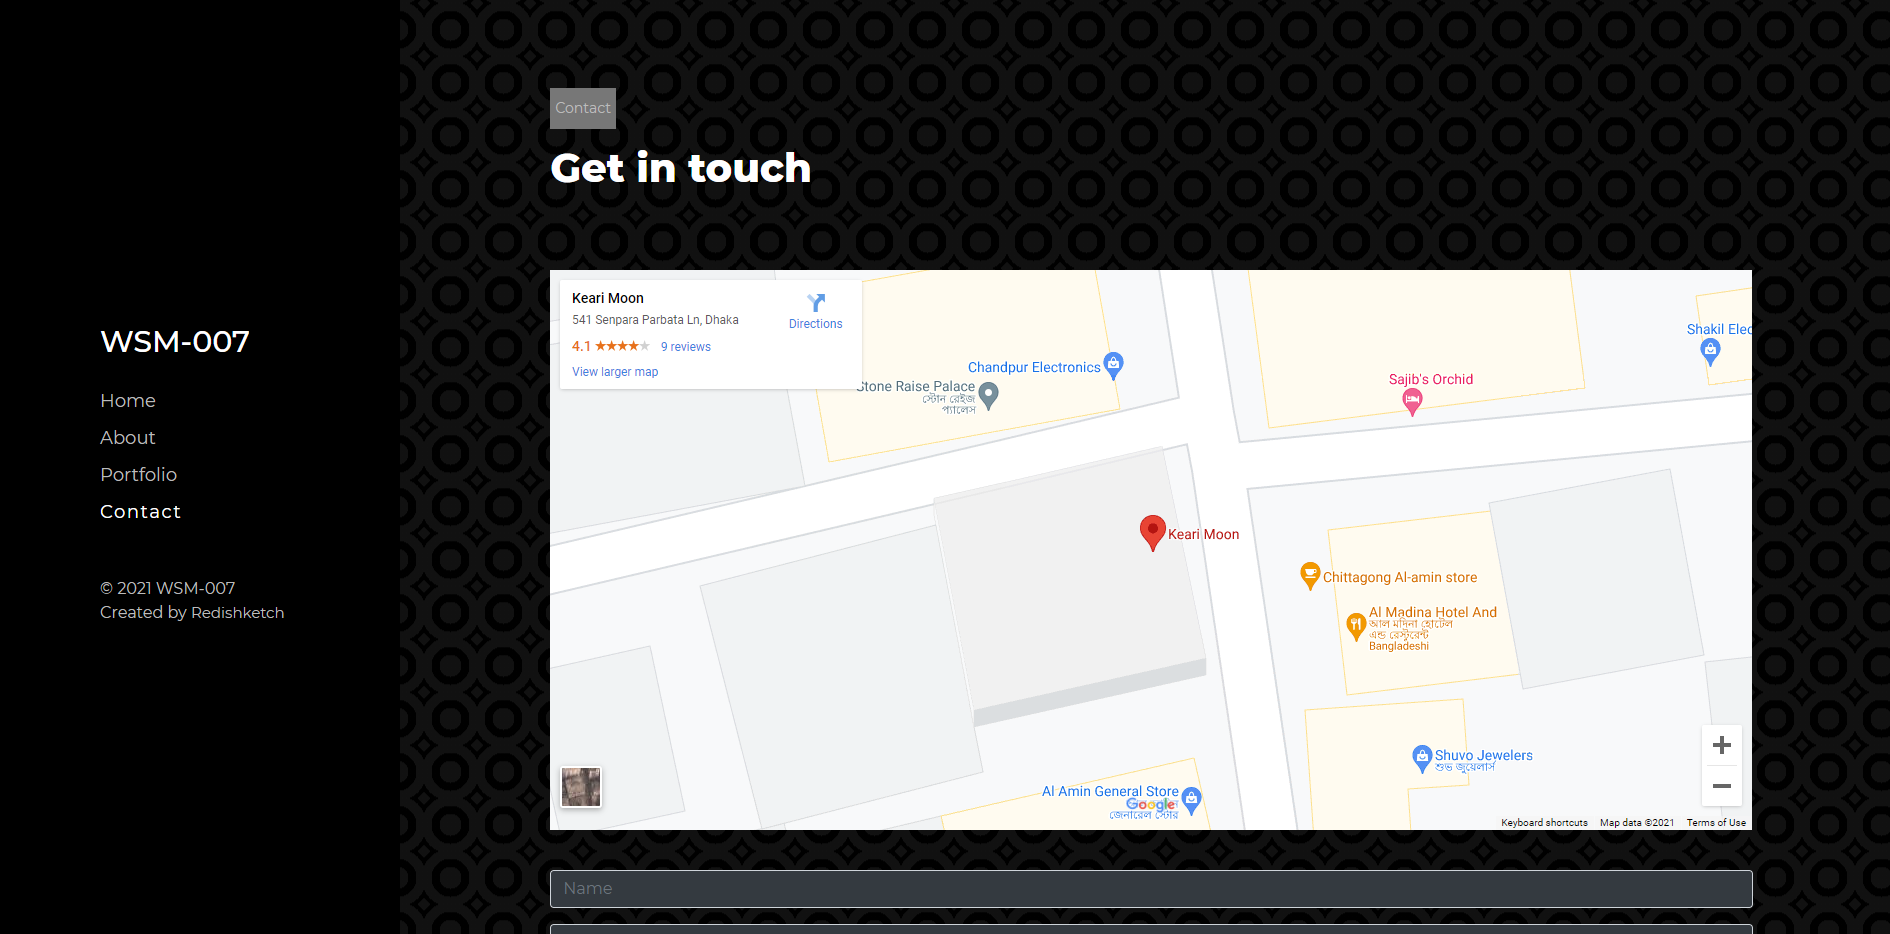 WSM-007
Home
About
Portfolio
Contact
© 2021 WSM-007
Created by Redishketch
Contact
Get in touch
Keari Moon
541 Senpara Parbata Ln, Dhaka
4.1
9 reviews
View larger map
Directions
Chandpur Electronics
Stone Raise Palace
স্টোন রেইজ
প্যালেস
Sajib's Orchid
Shakil Elec
Keari Moon
Chittagong Al-amin store
Al Madina Hotel And
আল মদিনা হোটেল
এন্ড রেস্টুরেন্ট
Bangladeshi
Shuvo Jewelers
শুভ জুয়েলার্স
Al Amin General Store
Google
জেনারেল স্টোর
Keyboard shortcuts
Map data ©2021
Terms of Use
Name